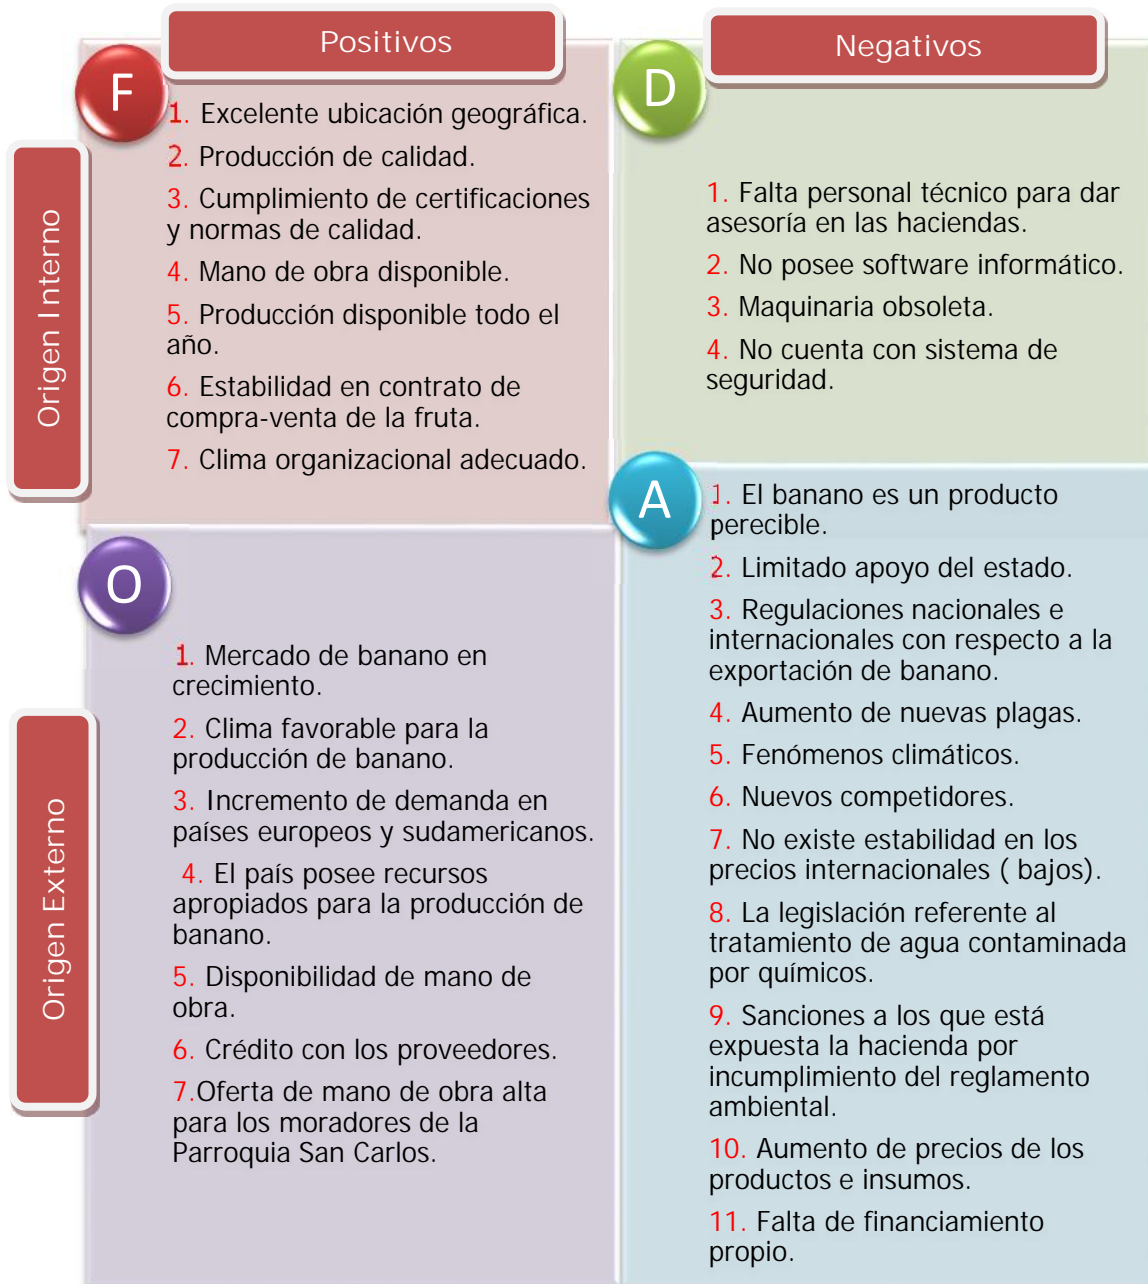 Positivos
Negativos
Origen Interno
F
1. Excelente ubicación geográfica.
2. Producción de calidad.
3. Cumplimiento de certificaciones
y normas de calidad.
4. Mano de obra disponible.
5. Producción disponible todo el
año.
6. Estabilidad en contrato de
compra-venta de la fruta.
7. Clima organizacional adecuado.
D
1. Falta personal técnico para dar
asesoría en las haciendas.
2. No posee software informático.
3. Maquinaria obsoleta.
4. No cuenta con sistema de
seguridad.
Origen Externo
O
1. Mercado de banano en
crecimiento.
2. Clima favorable para la
producción de banano.
3. Incremento de demanda en
países europeos y sudamericanos.
4. El país posee recursos
apropiados para la producción de
banano.
5. Disponibilidad de mano de
obra.
6. Crédito con los proveedores.
7.Oferta de mano de obra alta
para los moradores de la
Parroquia San Carlos.
A
1. El banano es un producto
perecible.
2. Limitado apoyo del estado.
3. Regulaciones nacionales e
internacionales con respecto a la
exportación de banano.
4. Aumento de nuevas plagas.
5. Fenómenos climáticos.
6. Nuevos competidores.
7. No existe estabilidad en los
precios internacionales ( bajos).
8. La legislación referente al
tratamiento de agua contaminada
por químicos.
9. Sanciones a los que está
expuesta la hacienda por
incumplimiento del reglamento
ambiental.
10. Aumento de precios de los
productos e insumos.
11. Falta de financiamiento
propio.